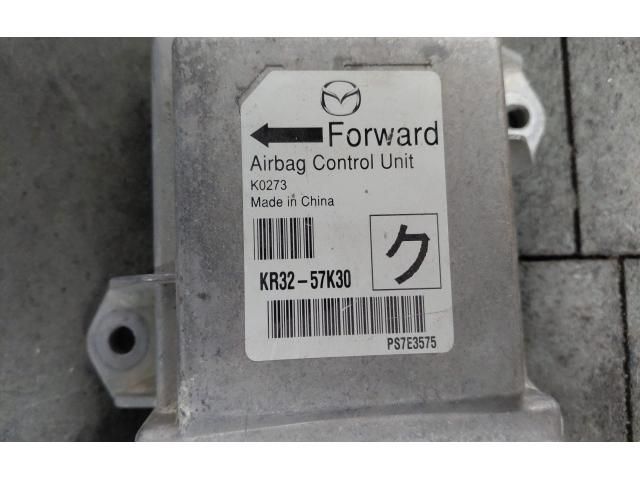 Forward
Airbag Control Unit
K0273
Made in China
ク
KR32-57K30
PS7E3575